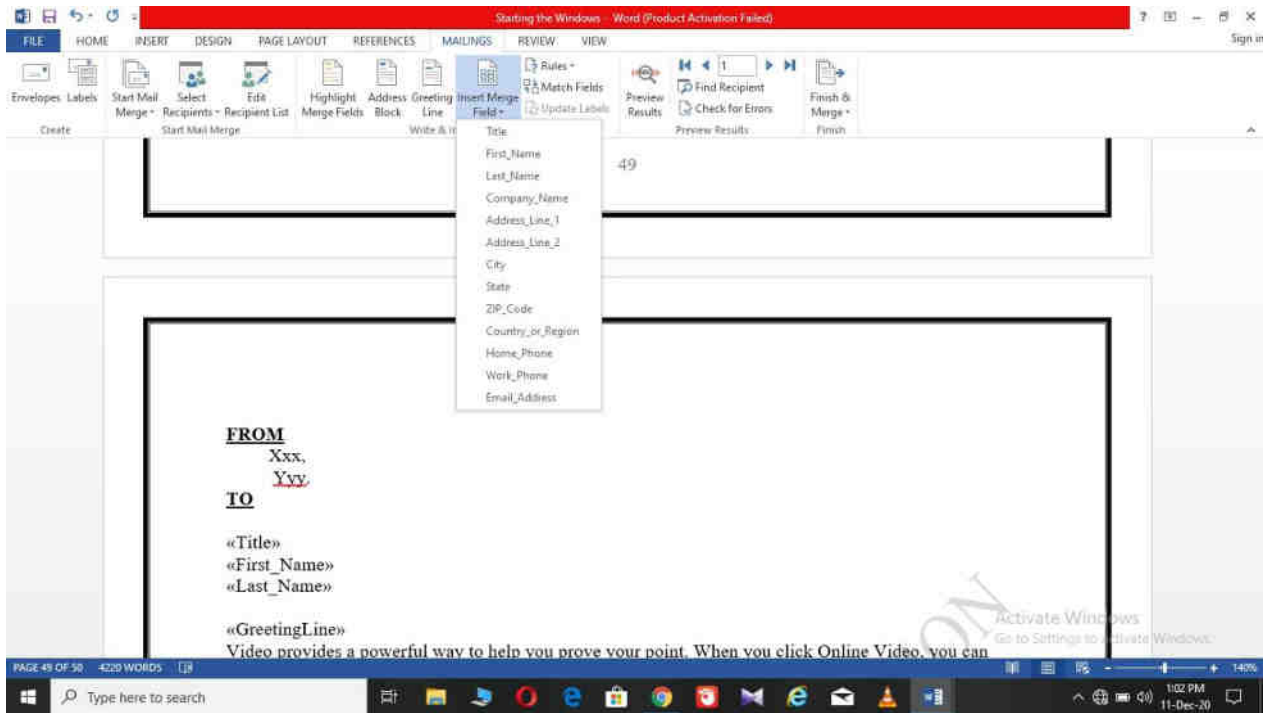 Starting the Windows - Word (Product Activation Failed)
FILE HOME INSERT DESIGN PAGE LAYOUT REFERENCES MAILINGS REVIEW VIEW Sign in
Envelopes Labels Start Mail Merge Select Recipients Edit Recipient List Highlight Merge Fields Address Block Greeting Line Insert Merge Field
Rules
Match Fields
Update Labels
Preview Results
1
Find Recipient
Check for Errors
Finish & Merge
Create Start Mail Merge Write & Preview Results Finish
Title
First_Name
Last_Name
Company_Name
Address_Line_1
Address_Line_2
City
State
ZIP_Code
Country_or_Region
Home_Phone
Work_Phone
Email_Address
49
FROM
Xxx,
Yyy,
TO
«Title»
«First_Name»
«Last_Name»
«GreetingLine»
Video provides a powerful way to help you prove your point. When you click Online Video, you can
ON
Activate Windows
Go to Settings to activate Windows.
PAGE 49 OF 50 4220 WORDS 140%
Type here to search
1:02 PM
11-Dec-20